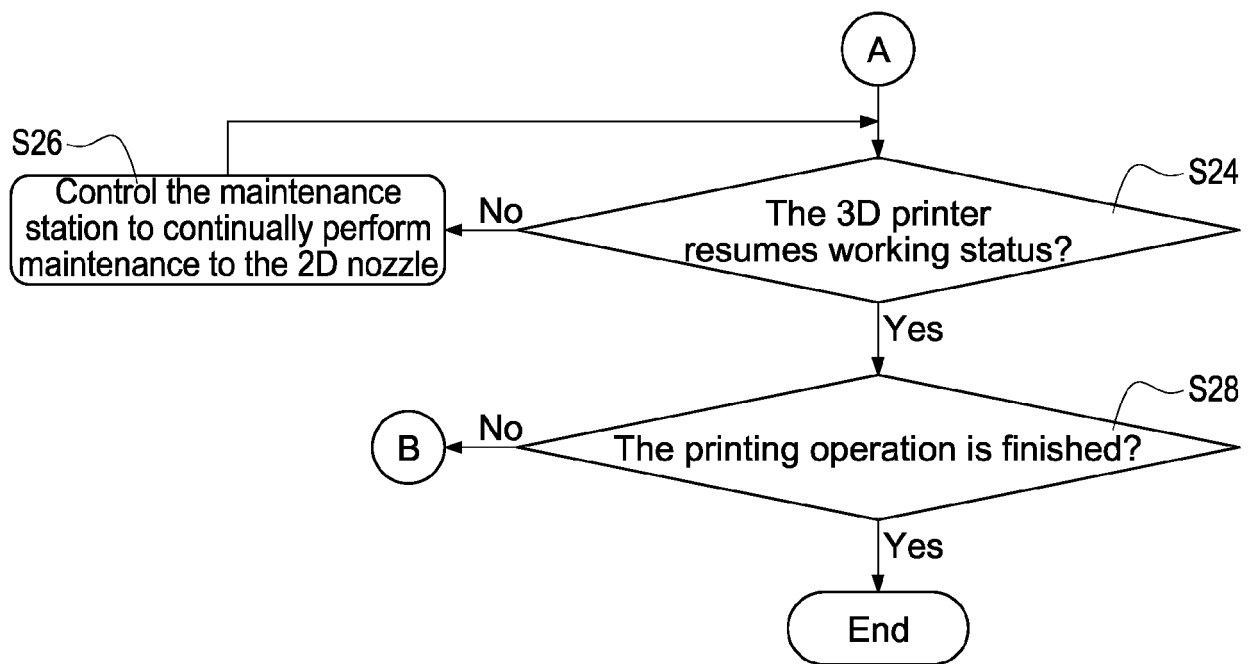 A
S26
Control the maintenance
station to continually perform
maintenance to the 2D nozzle
No
The 3D printer
resumes working status?
S24
Yes
S28
B
No
The printing operation is finished?
Yes
End